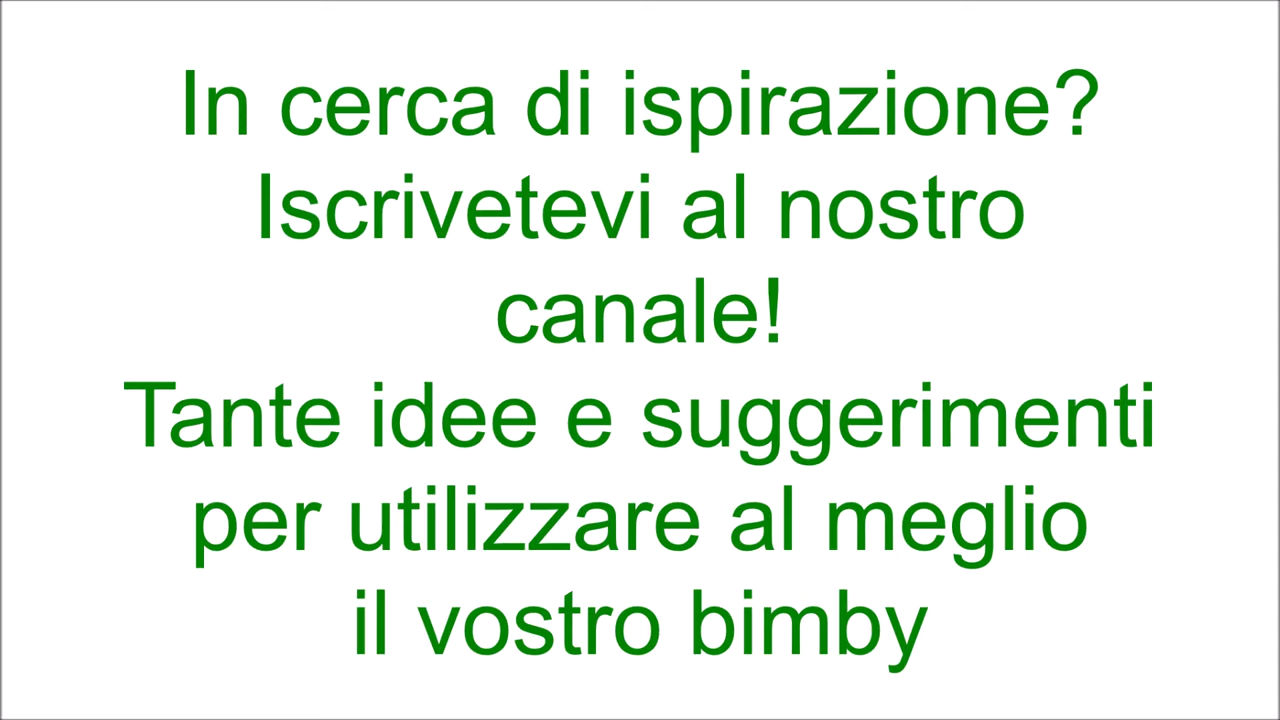 In cerca di ispirazione?
Iscrivetevi al nostro
canale!
Tante idee e suggerimenti
per utilizzare al meglio
il vostro bimby